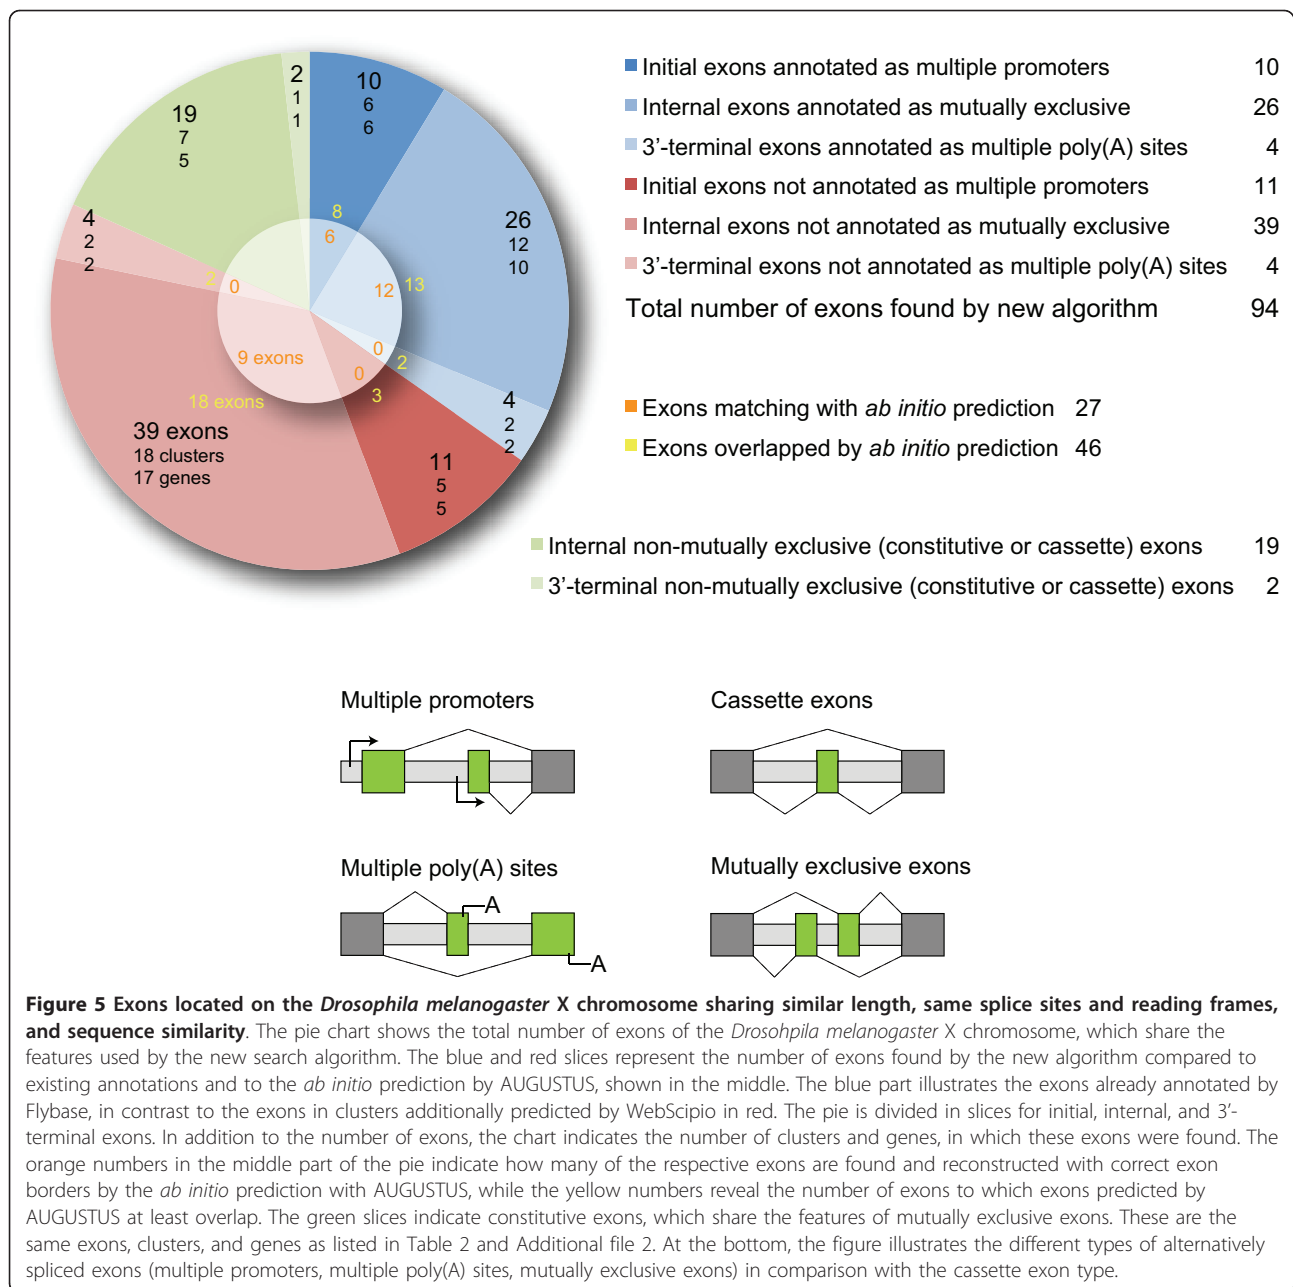 2
1
1
10
6
6
19
7
5
26
12
10
4
2
2
8
6
12
13
2
0
0
2
0
3
9 exons
18 exons
39 exons
18 clusters
17 genes
4
2
2
11
5
5
Initial exons annotated as multiple promoters 10
Internal exons annotated as mutually exclusive 26
3’-terminal exons annotated as multiple poly(A) sites 4
Initial exons not annotated as multiple promoters 11
Internal exons not annotated as mutually exclusive 39
3’-terminal exons not annotated as multiple poly(A) sites 4
Total number of exons found by new algorithm 94
Exons matching with ab initio prediction 27
Exons overlapped by ab initio prediction 46
Internal non-mutually exclusive (constitutive or cassette) exons 19
3’-terminal non-mutually exclusive (constitutive or cassette) exons 2
Multiple promoters
Cassette exons
Multiple poly(A) sites
A
A
Mutually exclusive exons
Figure 5 Exons located on the Drosophila melanogaster X chromosome sharing similar length, same splice sites and reading frames,
and sequence similarity. The pie chart shows the total number of exons of the Drosohpila melanogaster X chromosome, which share the
features used by the new search algorithm. The blue and red slices represent the number of exons found by the new algorithm compared to
existing annotations and to the ab initio prediction by AUGUSTUS, shown in the middle. The blue part illustrates the exons already annotated by
Flybase, in contrast to the exons in clusters additionally predicted by WebScipio in red. The pie is divided in slices for initial, internal, and 3’-
terminal exons. In addition to the number of exons, the chart indicates the number of clusters and genes, in which these exons were found. The
orange numbers in the middle part of the pie indicate how many of the respective exons are found and reconstructed with correct exon
borders by the ab initio prediction with AUGUSTUS, while the yellow numbers reveal the number of exons to which exons predicted by
AUGUSTUS at least overlap. The green slices indicate constitutive exons, which share the features of mutually exclusive exons. These are the
same exons, clusters, and genes as listed in Table 2 and Additional file 2. At the bottom, the figure illustrates the different types of alternatively
spliced exons (multiple promoters, multiple poly(A) sites, mutually exclusive exons) in comparison with the cassette exon type.